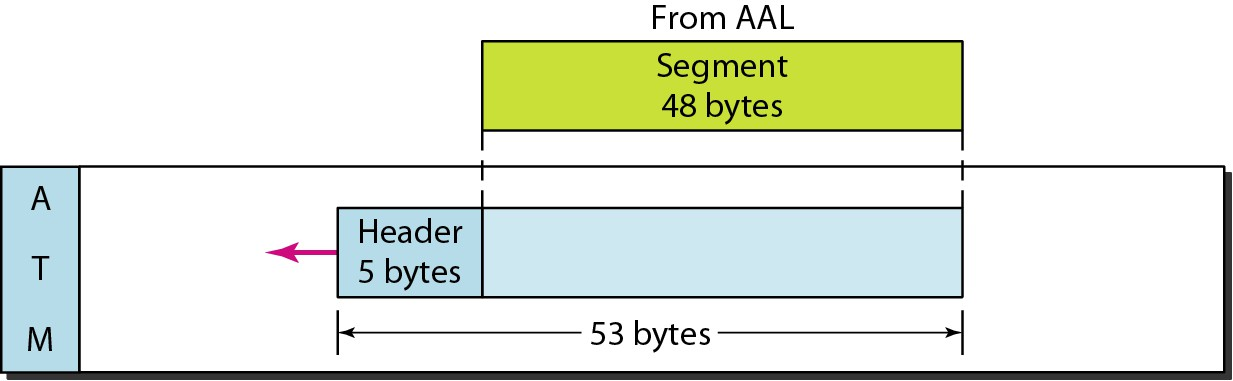 From AAL
Segment
48 bytes
A
T
M
Header
5 bytes
53 bytes